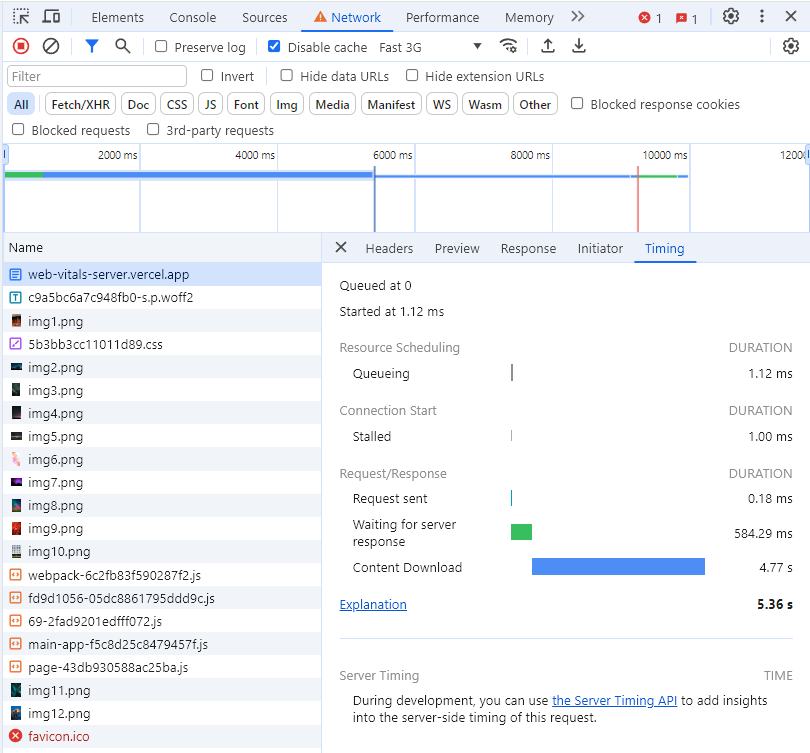 Elements Console Sources Network Performance Memory 1 1
Preserve log Disable cache Fast 3G
Filter Invert Hide data URLs Hide extension URLs
All Fetch/XHR Doc CSS JS Font Img Media Manifest WS Wasm Other Blocked response cookies
Blocked requests 3rd-party requests
2000 ms 4000 ms 6000 ms 8000 ms 10000 ms 12000
Name
web-vitals-server.vercel.app
c9a5bc6a7c948fb0-s.p.woff2
img1.png
5b3bb3cc11011d89.css
img2.png
img3.png
img4.png
img5.png
img6.png
img7.png
img8.png
img9.png
img10.png
webpack-6c2fb83f590287f2.js
fd9d1056-05dc8861795ddd9c.js
69-2fad9201edfff072.js
main-app-f5c8d25c8479457f.js
page-43db930588ac25ba.js
img11.png
img12.png
favicon.ico
Headers Preview Response Initiator Timing
Queued at 0
Started at 1.12 ms
Resource Scheduling DURATION
Queueing 1.12 ms
Connection Start DURATION
Stalled 1.00 ms
Request/Response DURATION
Request sent 0.18 ms
Waiting for server
response 584.29 ms
Content Download 4.77 s
Explanation 5.36 s
Server Timing TIME
During development, you can use the Server Timing API to add insights
into the server-side timing of this request.